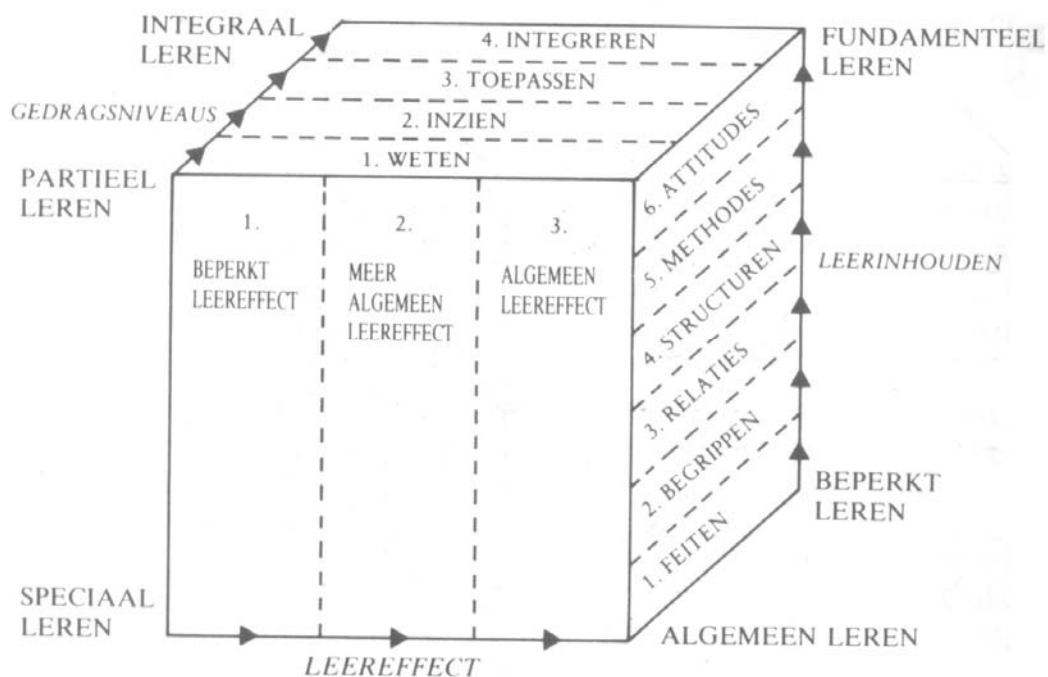 INTEGRAAL
LEREN
4. INTEGREREN
FUNDAMENTEEL
LEREN
3. TOEPASSEN
GEDRAGSNIVEAUS
2. INZIEN
1. WETEN
PARTIEEL
LEREN
1.
BEPERKT
LEEREFFECT
2.
MEER
ALGEMEEN
LEEREFFECT
3.
ALGEMEEN
LEEREFFECT
6. ATTITUDES
5. METHODES
4. STRUCTUREN
3. RELATIES
2. BEGRIPPEN
1. FEITEN
LEERINHOUDEN
BEPERKT
LEREN
SPECIAAL
LEREN
ALGEMEEN LEREN
LEEREFFECT